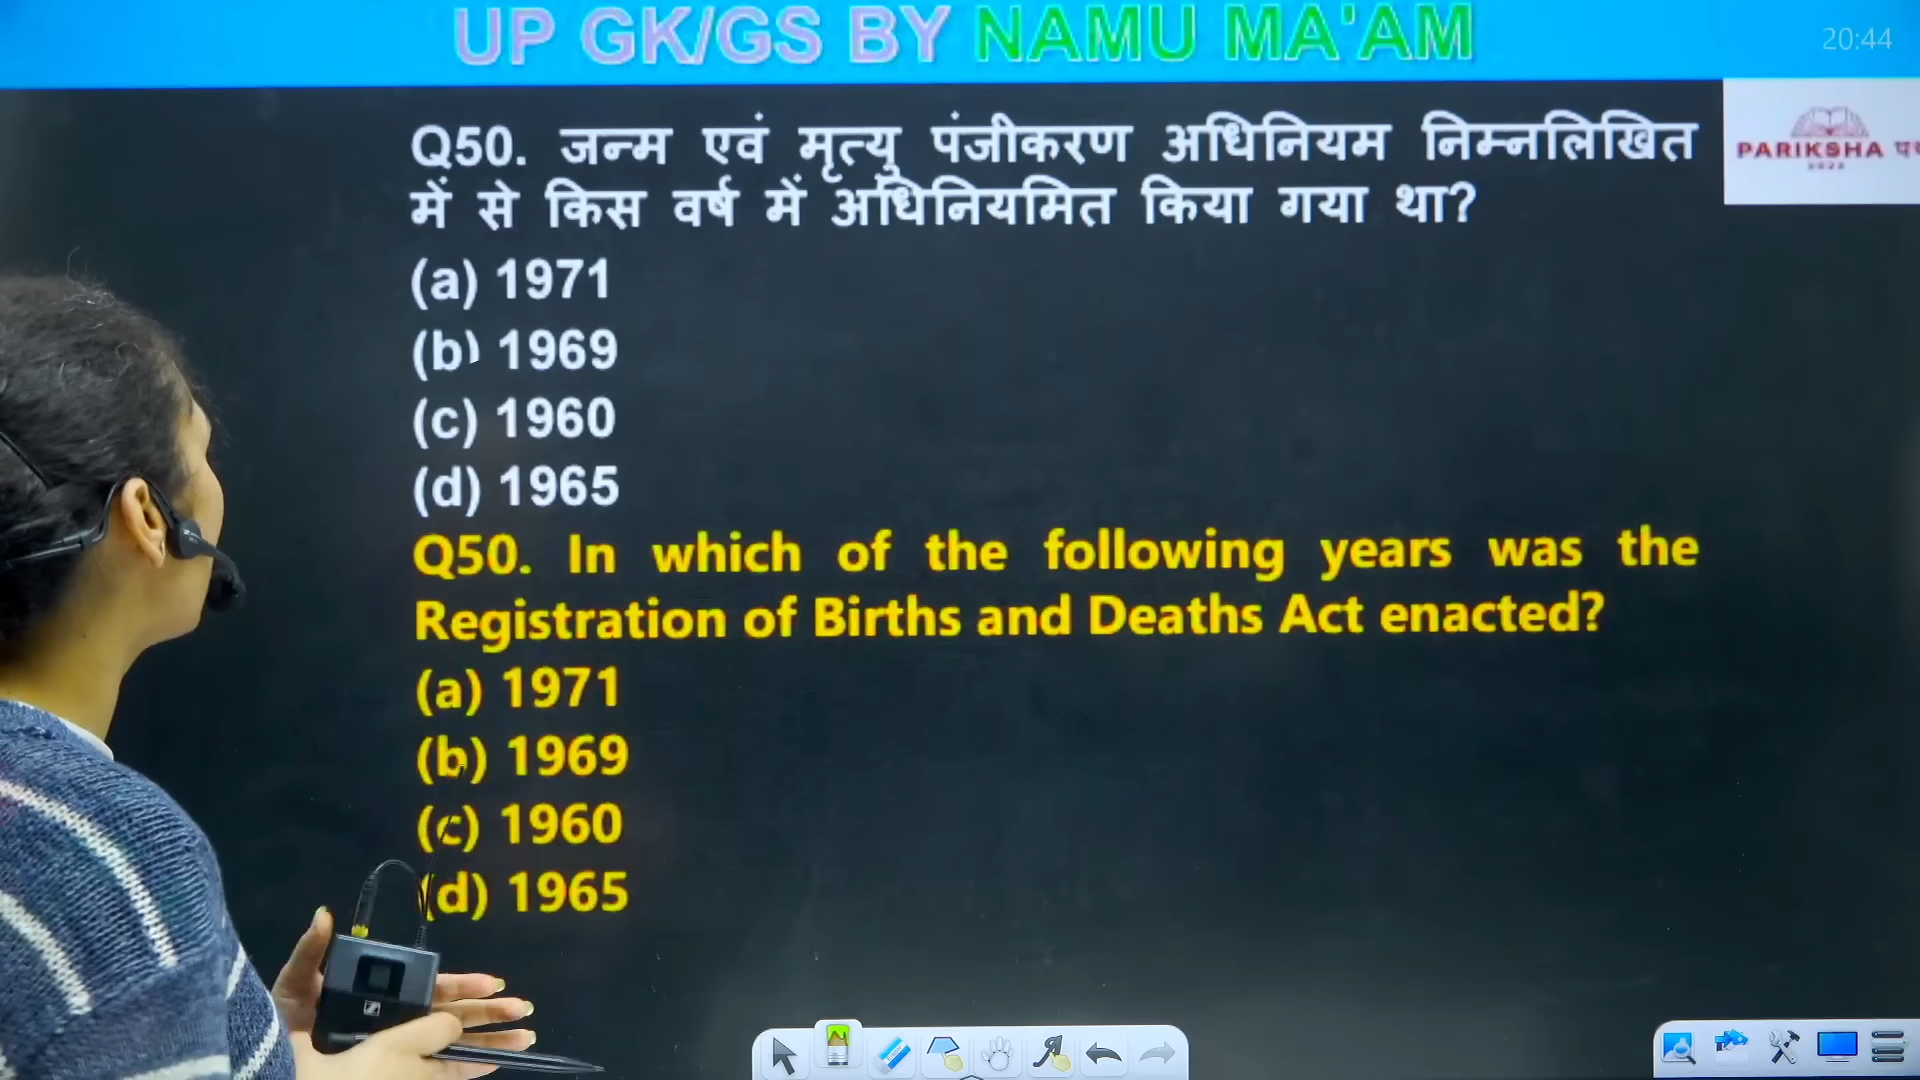 UP GK/GS BY NAMU MA'AM
20:44
PARIKSHA
Q50. जन्म एवं मृत्यु पंजीकरण अधिनियम निम्नलिखित
में से किस वर्ष में अधिनियमित किया गया था?
(a) 1971
(b) 1969
(c) 1960
(d) 1965
Q50. In which of the following years was the
Registration of Births and Deaths Act enacted?
(a) 1971
(b) 1969
(c) 1960
(d) 1965